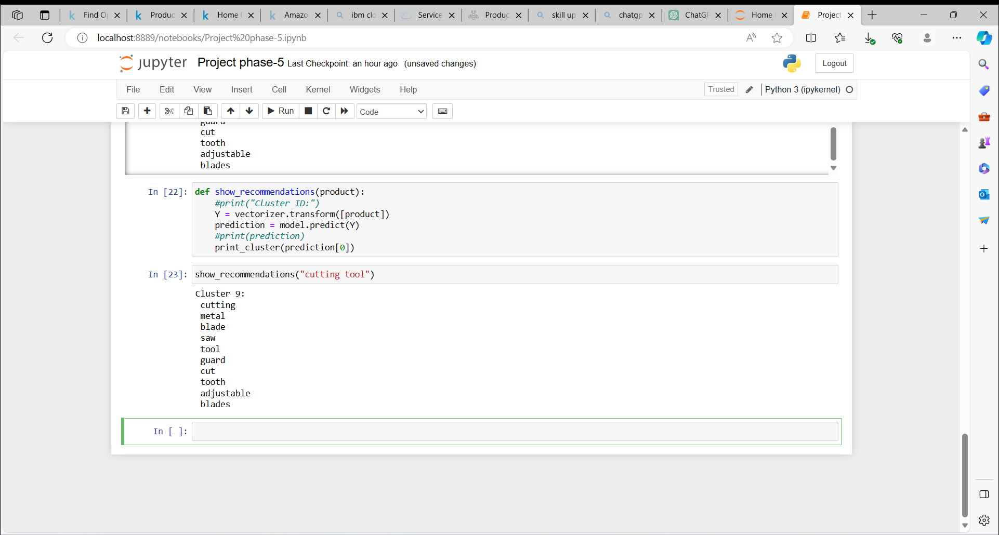 Find O
Produc
Home
Amazo
ibm clo
Service
Produc
skill up
chatgp
ChatGP
Home
Project
localhost:8889/notebooks/Project%20phase-5.ipynb
jupyter Project phase-5 Last Checkpoint: an hour ago (unsaved changes)
Logout
File Edit View Insert Cell Kernel Widgets Help
Trusted
Python 3 (ipykernel)
Run
Code
guard
cut
tooth
adjustable
blades
In [22]:
def show_recommendations(product):
#print("Cluster ID:")
Y = vectorizer.transform([product])
prediction = model.predict(Y)
#print(prediction)
print_cluster(prediction[0])
In [23]:
show_recommendations("cutting tool")
Cluster 9:
cutting
metal
blade
saw
tool
guard
cut
tooth
adjustable
blades
In [ ]: